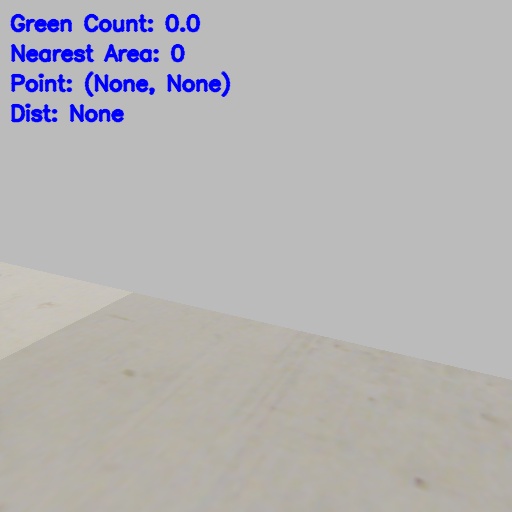 Green Count: 0.0
Nearest Area: 0
Point: (None, None)
Dist: None